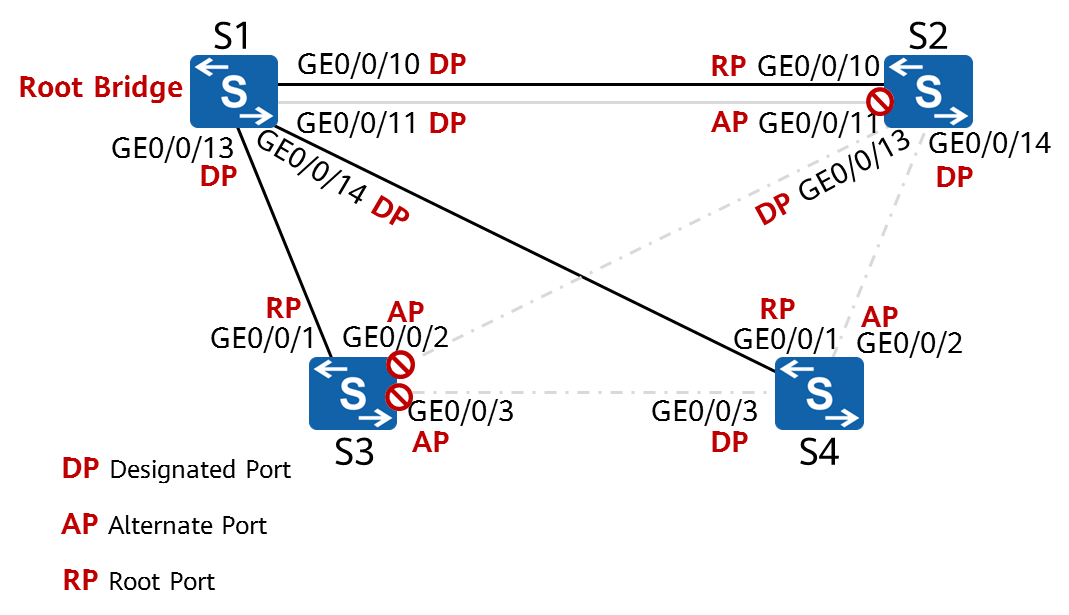 S1
S2
GE0/0/10 DP
RP GE0/0/10
Root Bridge
S
S
GE0/0/11 DP
AP GE0/0/11
GE0/0/13
DP
GE0/0/14 DP
DP GE0/0/13
GE0/0/14
DP
RP
GE0/0/1
AP
GE0/0/2
RP
GE0/0/1
AP
GE0/0/2
S
S
GE0/0/3
AP
GE0/0/3
DP
S3
S4
DP Designated Port
AP Alternate Port
RP Root Port